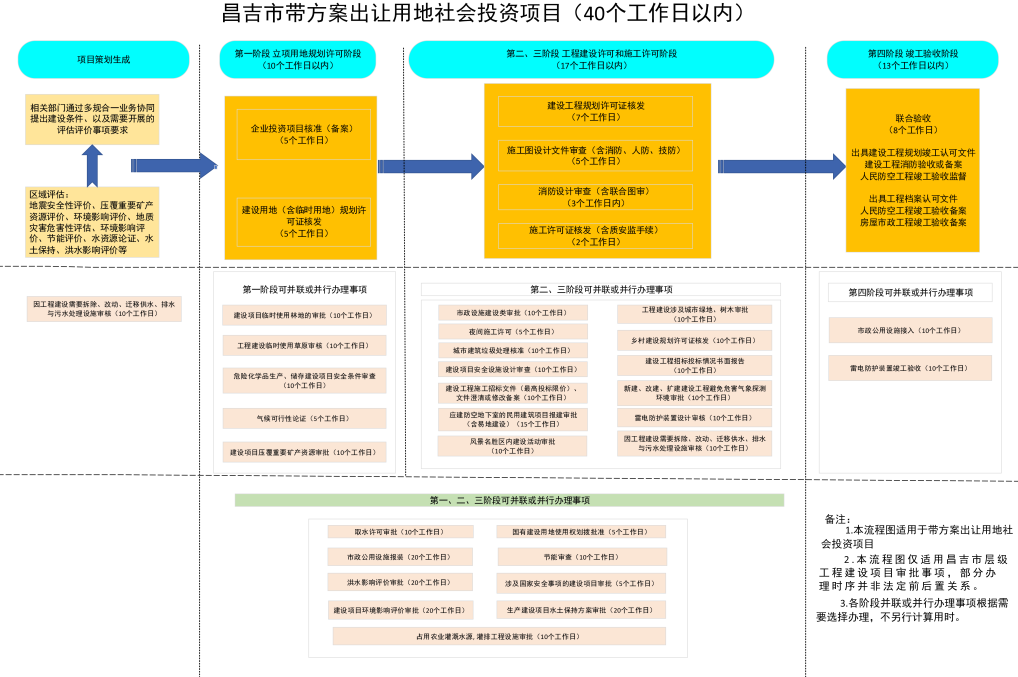 昌吉市带方案出让用地社会投资项目（40个工作日以内）
项目策划生成
相关部门通过多规合一业务协同
提出建设条件、以及需要开展的
评估评价事项要求
区域评估：
地震安全性评价、压覆重要矿产
资源评价、环境影响评价、地质
灾害危害性评估、环境影响评
价、节能评价、水资源论证、水
土保持、洪水影响评价等
因工程建设需要拆除、改动、迁移供水、排水
与污水处理设施审核（10个工作日）
第一阶段 立项用地规划许可阶段
（10个工作日以内）
企业投资项目核准（备案）
（5个工作日）
建设用地（含临时用地）规划许
可证核发
（5个工作日）
第一阶段可并联或并行办理事项
建设项目临时使用林地的审批（10个工作日）
工程建设临时使用草原审核（10个工作日）
危险化学品生产、储存建设项目安全条件审查
（10个工作日）
气候可行性论证（5个工作日）
建设项目压覆重要矿产资源审批（10个工作日）
第二、三阶段 工程建设许可和施工许可阶段
（17个工作日以内）
建设工程规划许可证核发
（7个工作日）
施工图设计文件审查（含消防、人防、技防）
（5个工作日）
消防设计审查（含联合图审）
（3个工作日内）
施工许可证核发（含质安监手续）
（2个工作日）
第二、三阶段可并联或并行办理事项
市政设施建设类审批（10个工作日）
夜间施工许可（5个工作日）
城市建筑垃圾处理核准（10个工作日）
建设项目安全设施设计审查（10个工作日）
建设工程施工招标文件（最高投标限价）、
文件澄清或修改备案（10个工作日）
应建防空地下室的民用建筑项目报建审批
（含易地建设）（15个工作日）
风景名胜区内建设活动审批
（10个工作日）
工程建设涉及城市绿地、树木审批
（10个工作日）
乡村建设规划许可证核发（10个工作日）
建设工程招标投标情况书面报告
（10个工作日）
新建、改建、扩建建设工程避免危害气象探测
环境审批（10个工作日）
雷电防护装置设计审核（10个工作日）
因工程建设需要拆除、改动、迁移供水、排水
与污水处理设施审核（10个工作日）
第四阶段 竣工验收阶段
（13个工作日以内）
联合验收
（8个工作日）
出具建设工程规划竣工认可文件
建设工程消防验收或备案
人民防空工程竣工验收监督
出具工程档案认可文件
人民防空工程竣工验收备案
房屋市政工程竣工验收备案
第四阶段可并联或并行办理事项
市政公用设施接入（10个工作日）
雷电防护装置竣工验收（10个工作日）
第一、二、三阶段可并联或并行办理事项
取水许可审批（10个工作日）
国有建设用地使用权划拨批准（5个工作日）
市政公用设施报装（20个工作日）
节能审查（10个工作日）
洪水影响评价审批（20个工作日）
涉及国家安全事项的建设项目审批（5个工作日）
建设项目环境影响评价审批（20个工作日）
生产建设项目水土保持方案审批（20个工作日）
占用农业灌溉水源,灌排工程设施审批（10个工作日）
备注：
1.本流程图适用于带方案出让用地社
会投资项目
2.本流程图仅适用昌吉市层级
工程建设项目审批事项，部分办
理时序并非法定前后置关系。
3.各阶段并联或并行办理事项根据需
要选择办理，不另行计算用时。